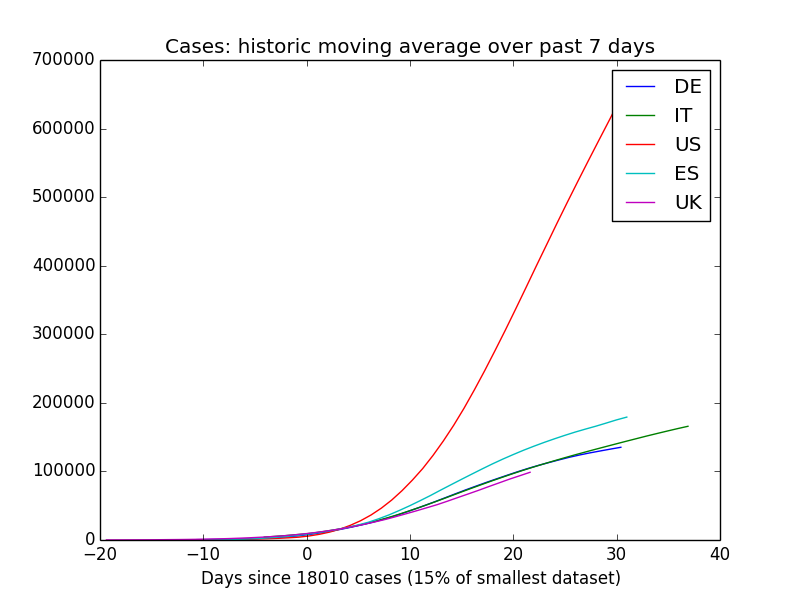 Cases: historic moving average over past 7 days
700000
600000
500000
400000
300000
200000
100000
0
−20
−10
0
10
20
30
40
Days since 18010 cases (15% of smallest dataset)
DE
IT
US
ES
UK